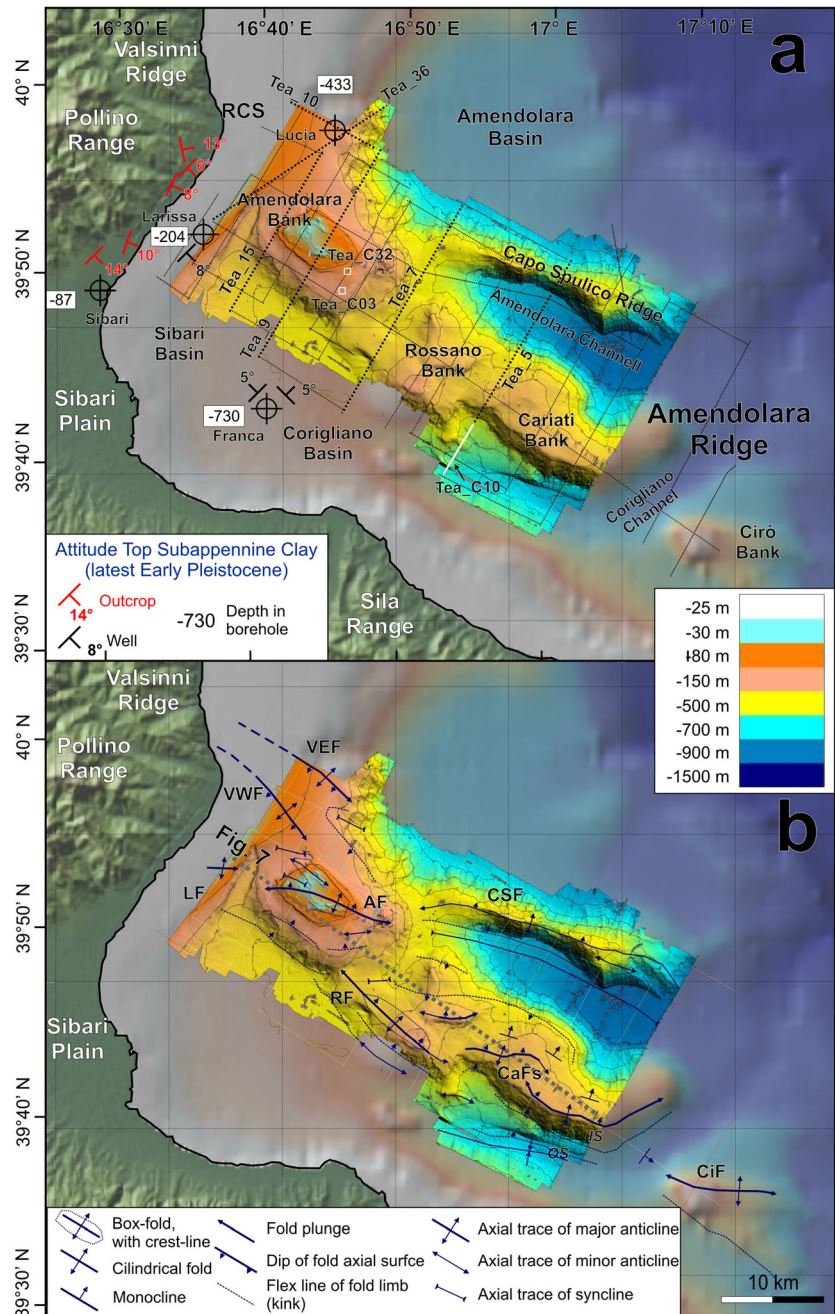 16° 30' E
16° 40' E
16° 50' E
17° E
17° 10' E
a
Valsinni
Ridge
40° N
Pollino
Range
RCS
Tea_10
-433
Tea_36
Lucia
Amendolara
Basin
13°
6°
8°
Larissa
-204
Amendolara
Bank
10°
14°
8°
39°50' N
-87
Sibari
Tea_15
Tea_9
Tea_C32
Tea_C03
Tea_7
Capo Spulico Ridge
Amendolara Channell
Sibari
Basin
Rossano
Bank
Tea_5
Sibari
Plain
5°
5°
-730
Franca
Corigliano
Basin
Cariati
Bank
Amendolara
Ridge
39°40' N
Tea_C10
Corigliano
Channel
Cirò
Bank
Attitude Top Subappennine Clay
(latest Early Pleistocene)
14°
Outcrop
8°
Well
-730
Depth in
borehole
Sila
Range
39°30' N
-25 m
-30 m
-80 m
-150 m
-500 m
-700 m
-900 m
-1500 m
b
Valsinni
Ridge
40° N
Pollino
Range
VEF
VWF
Fig. 7
LF
AF
CSF
39°50' N
RF
Sibari
Plain
CaFs
39°40' N
IS
OS
CiF
Box-fold,
with crest-line
Cilindrical fold
Monocline
Fold plunge
Dip of fold axial surfce
Flex line of fold limb
(kink)
Axial trace of major anticline
Axial trace of minor anticline
Axial trace of syncline
39°30' N
10 km